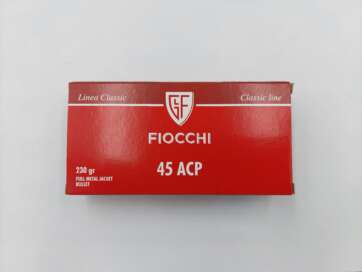 Linea Classic
Classic line
GF
FIOCCHI
45 ACP
230 gr
FULL METAL JACKET
BULLET